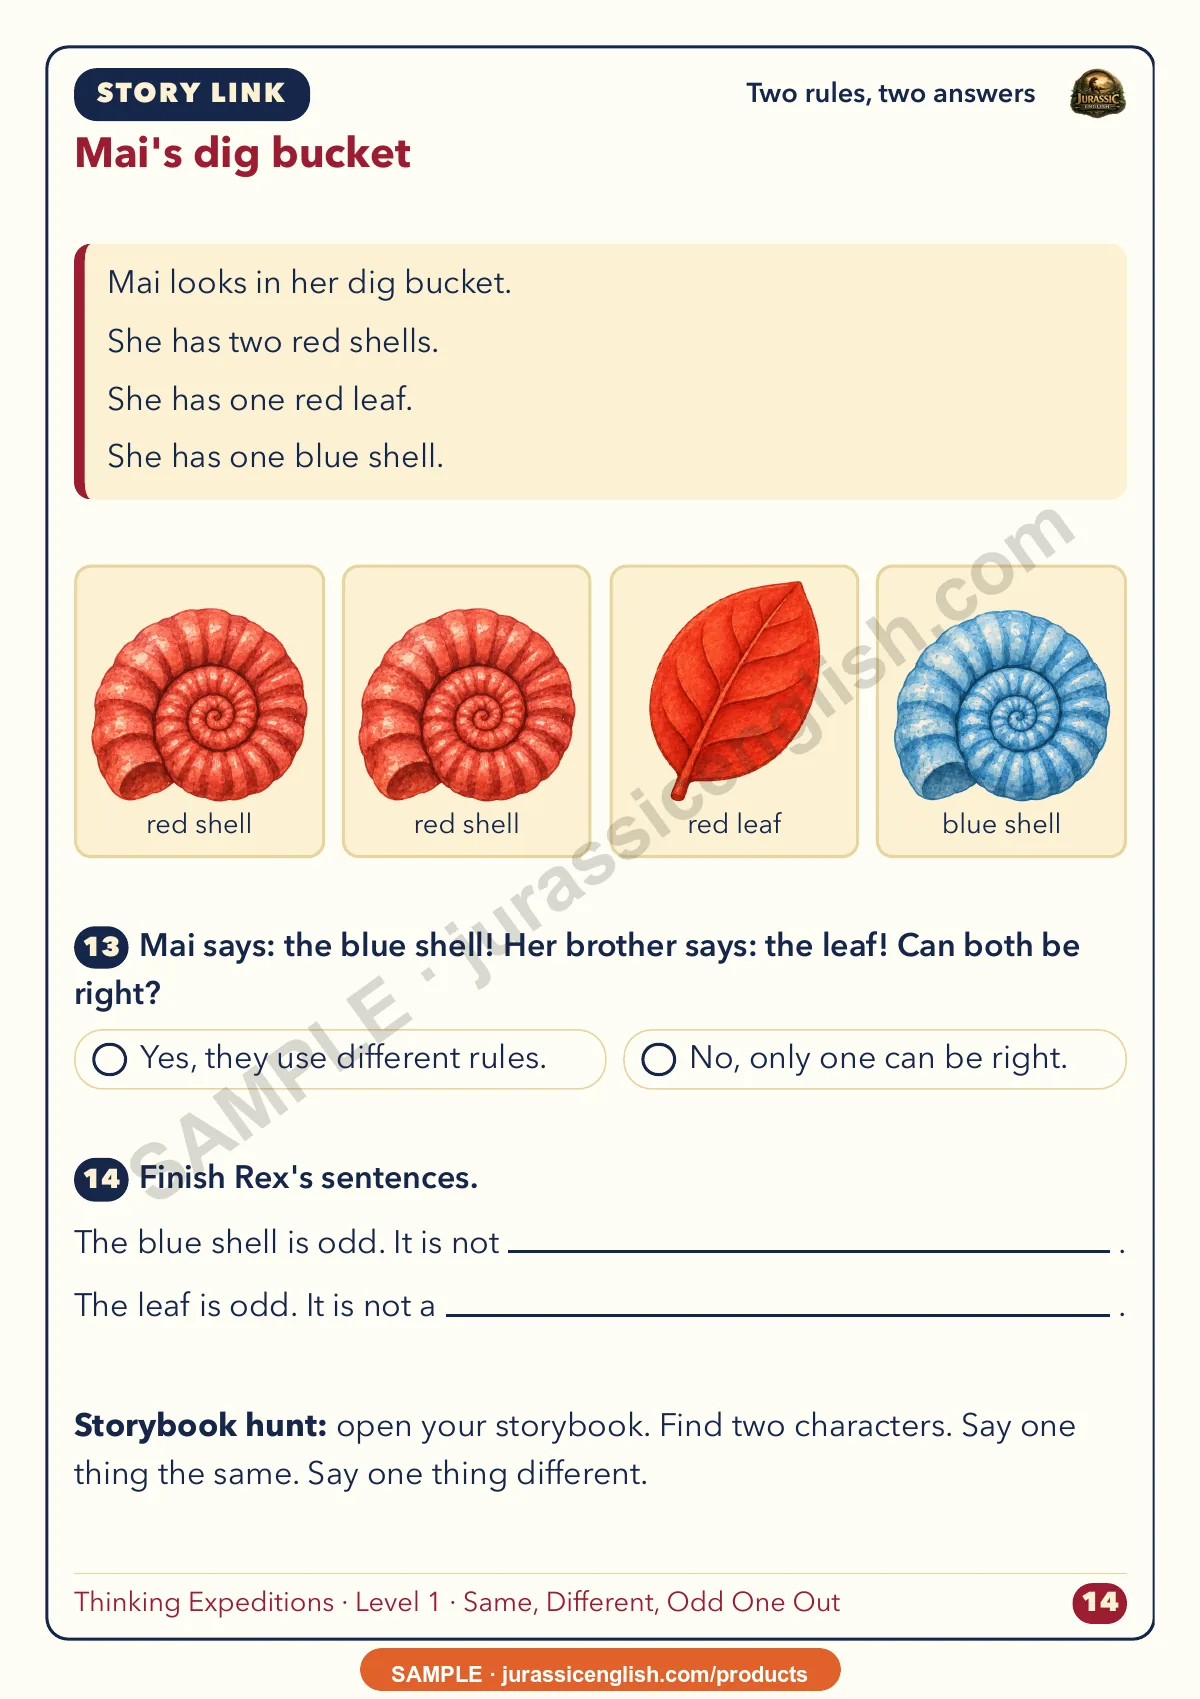 STORY LINK
Two rules, two answers
JURASSIC
ENGLISH
Mai's dig bucket
Mai looks in her dig bucket.
She has two red shells.
She has one red leaf.
She has one blue shell.
red shell
red shell
red leaf
blue shell
13 Mai says: the blue shell! Her brother says: the leaf! Can both be
right?
Yes, they use different rules.
No, only one can be right.
14 Finish Rex's sentences.
The blue shell is odd. It is not .
The leaf is odd. It is not a .
Storybook hunt: open your storybook. Find two characters. Say one
thing the same. Say one thing different.
Thinking Expeditions · Level 1 · Same, Different, Odd One Out
14
SAMPLE · jurassicenglish.com
SAMPLE · jurassicenglish.com/products